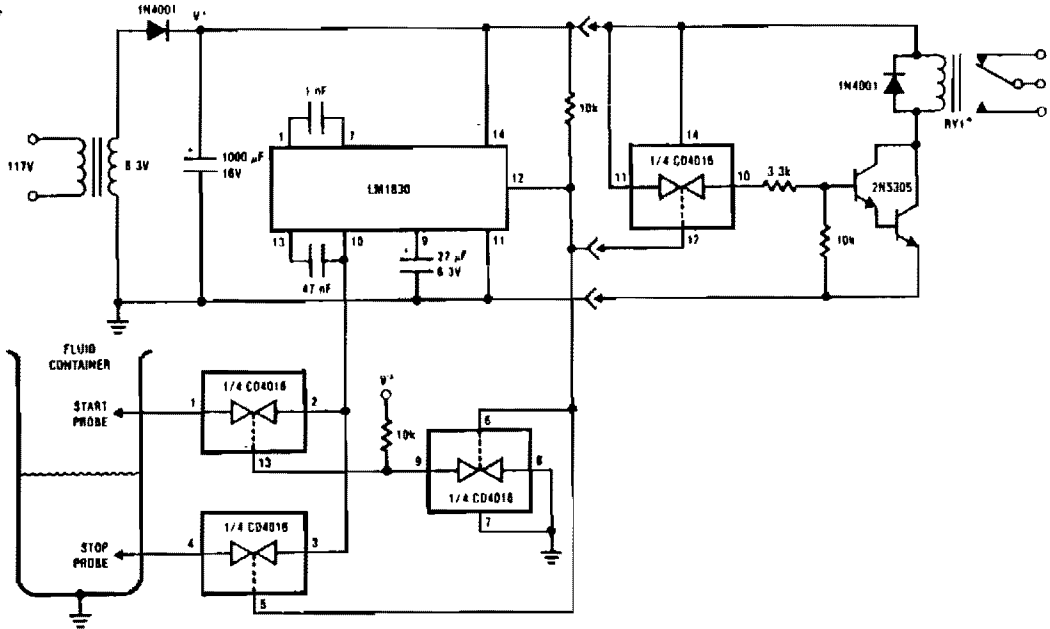 1N4001
V+
117V
6.3V
+
1000 µF
16V
1 nF
1
7
14
LM1830
12
13
10
9
11
47 nF
+
22 µF
6.3V
10k
14
1/4 CD4016
11
10
12
3.3k
10k
1N4001
RY1*
2N5305
FLUID
CONTAINER
START
PROBE
1
1/4 CD4016
2
13
V+
10k
6
9
8
1/4 CD4016
7
STOP
PROBE
4
1/4 CD4016
3
5